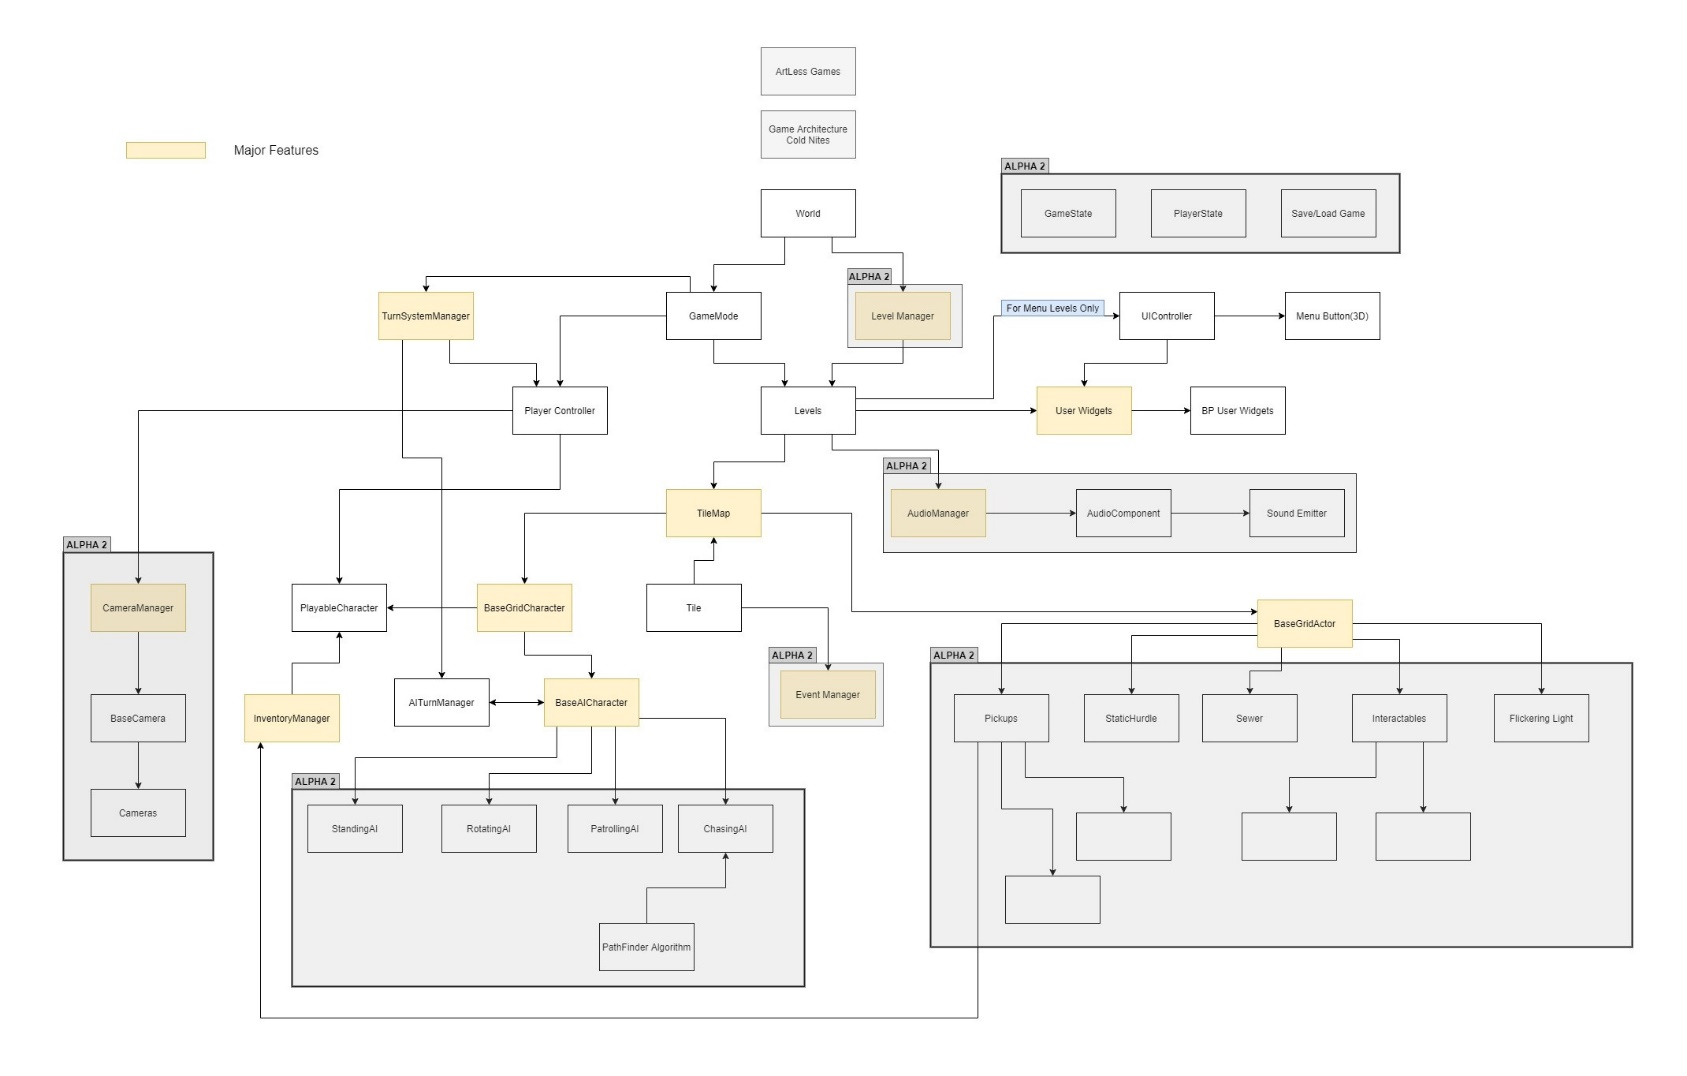 ArtLess Games
Game Architecture
Cold Nites
Major Features
ALPHA 2
GameState
PlayerState
Save/Load Game
World
ALPHA 2
TurnSystemManager
GameMode
Level Manager
For Menu Levels Only
UIController
Menu Button(3D)
Player Controller
Levels
User Widgets
BP User Widgets
ALPHA 2
TileMap
AudioManager
AudioComponent
Sound Emitter
ALPHA 2
CameraManager
PlayableCharacter
BaseGridCharacter
Tile
BaseGridActor
ALPHA 2
ALPHA 2
InventoryManager
AITurnManager
BaseAICharacter
Event Manager
BaseCamera
Pickups
StaticHurdle
Sewer
Interactables
Flickering Light
ALPHA 2
Cameras
StandingAI
RotatingAI
PatrollingAI
ChasingAI
PathFinder Algorithm